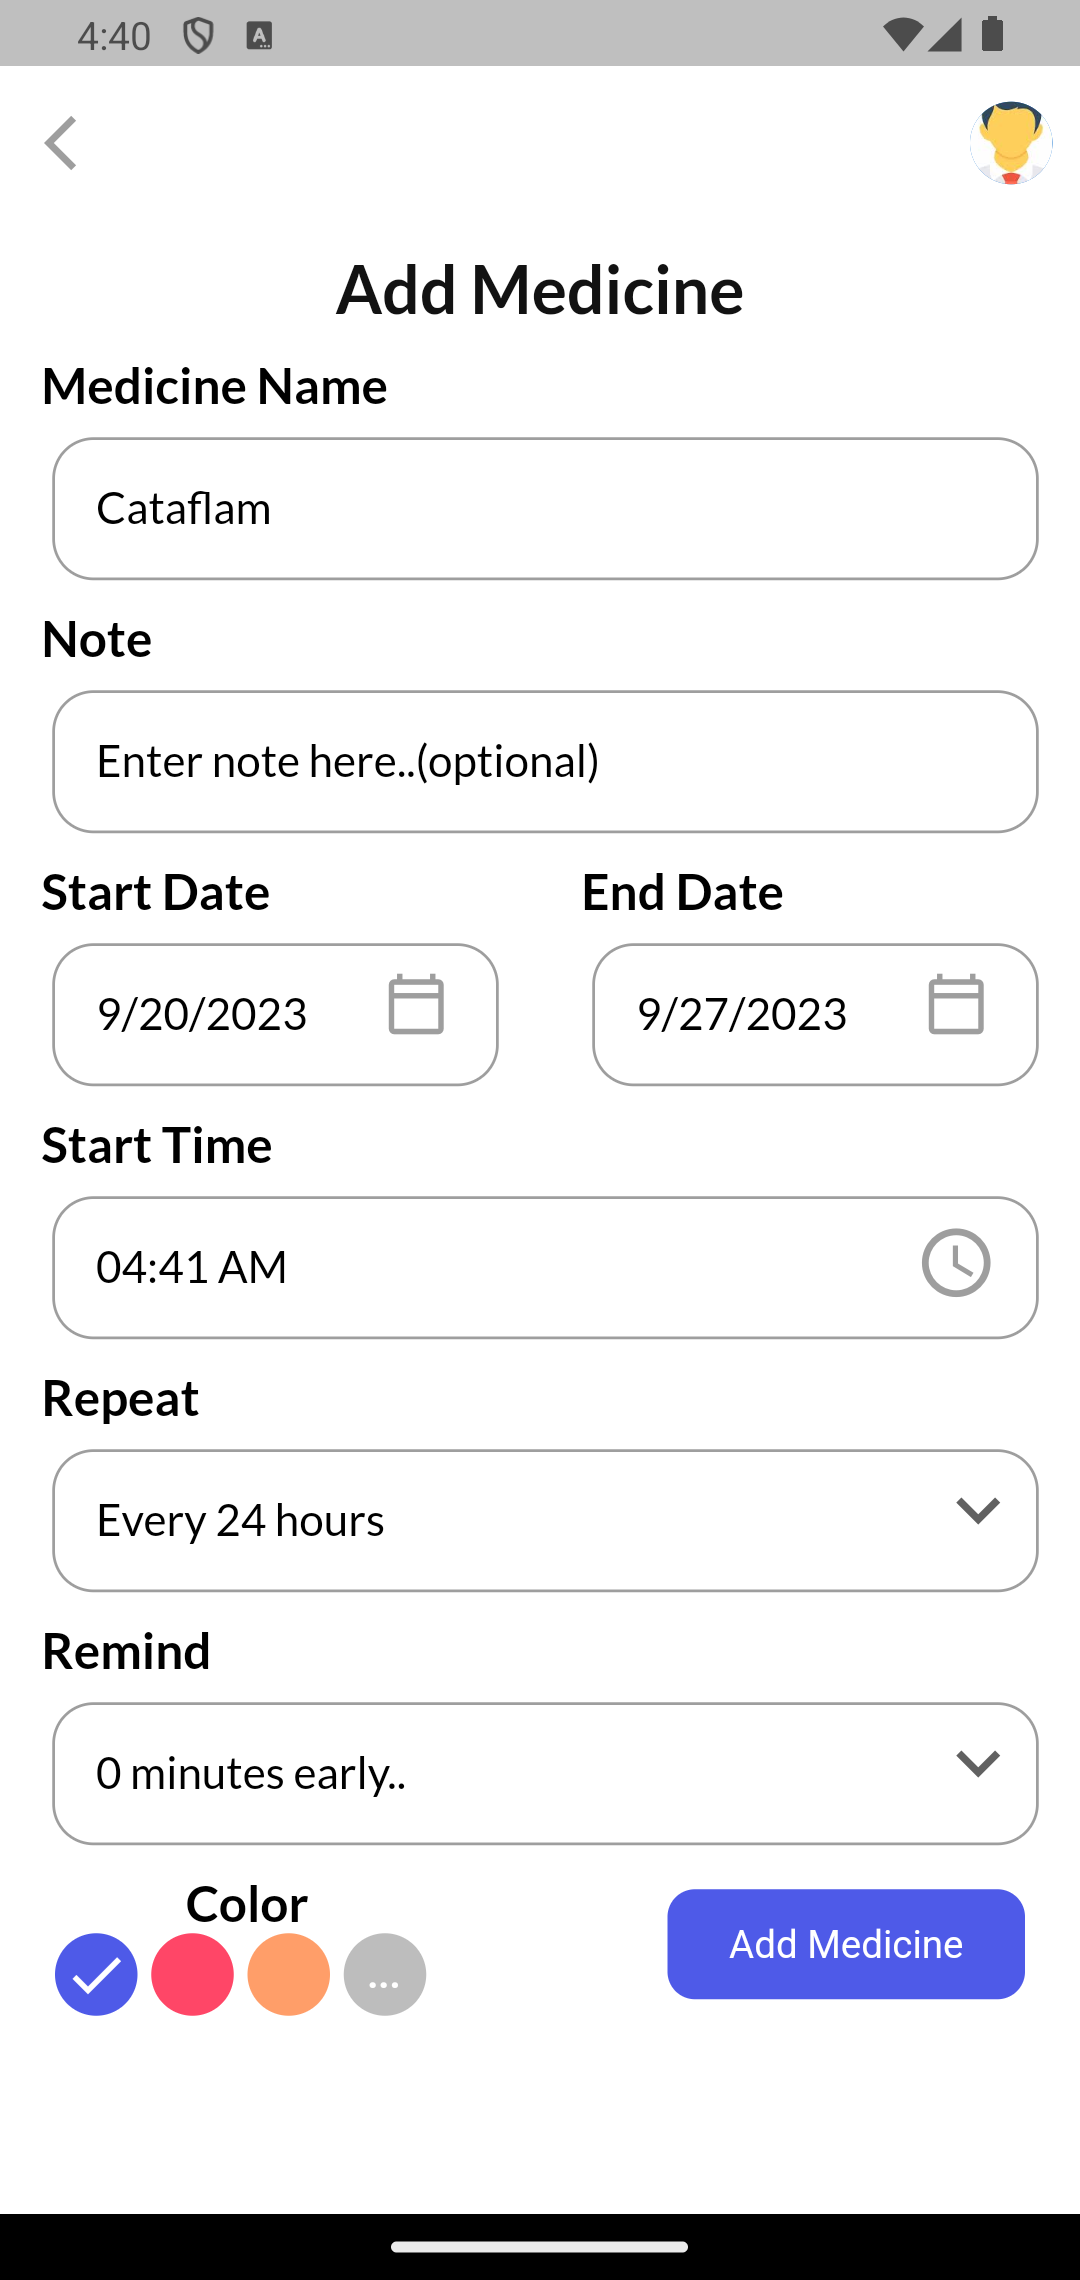 4:40
A
Add Medicine
Medicine Name
Cataflam
Note
Enter note here..(optional)
Start Date End Date
9/20/2023 9/27/2023
Start Time
04:41 AM
Repeat
Every 24 hours
Remind
0 minutes early..
Color
...
Add Medicine